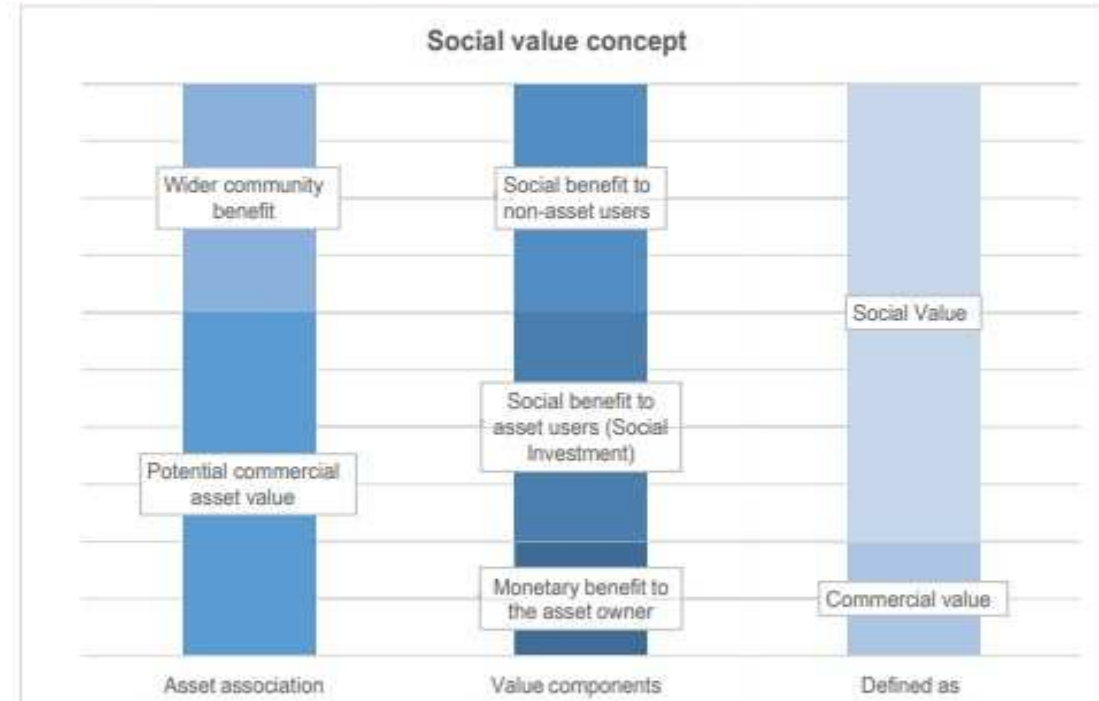 Social value concept
Wider community
benefit
Social benefit to
non-asset users
Social Value
Social benefit to
asset users (Social
Investment)
Potential commercial
asset value
Monetary benefit to
the asset owner
Commercial value
Asset association
Value components
Defined as